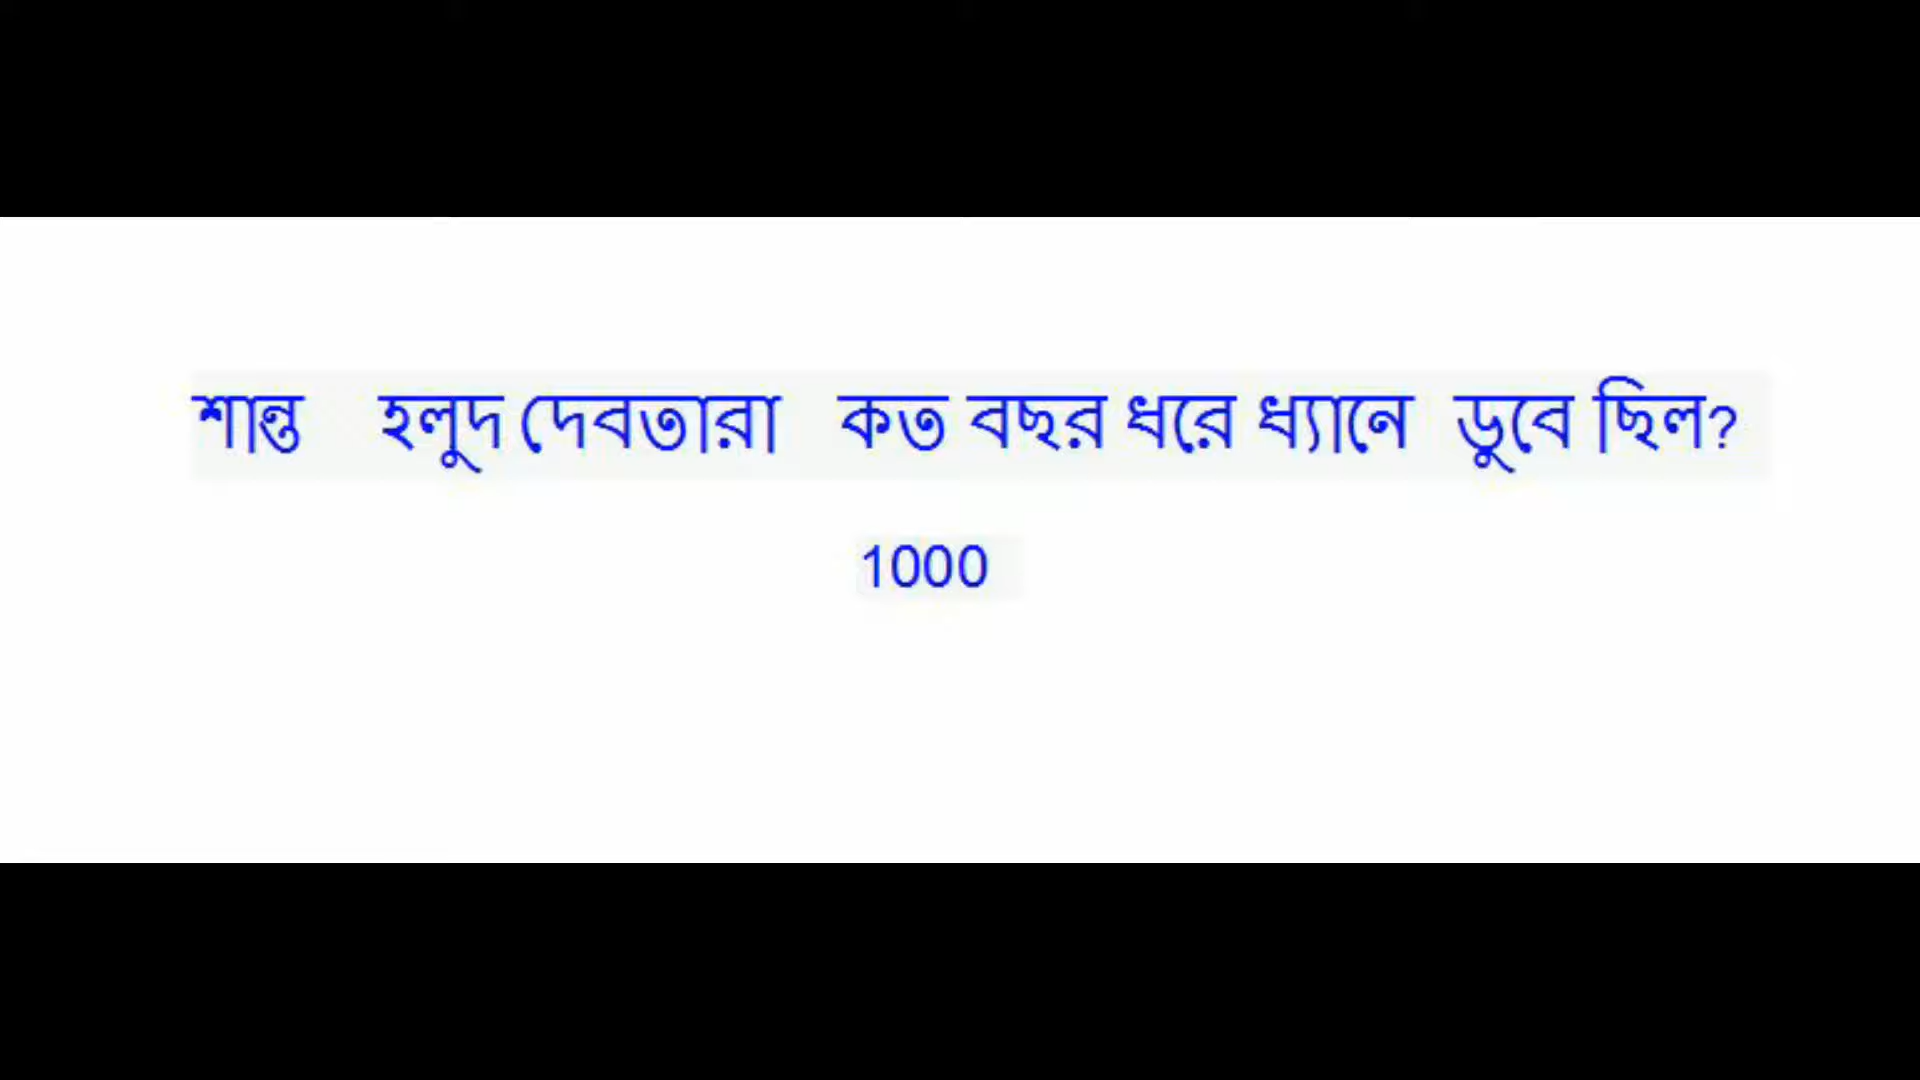 শান্ত হলুদ দেবতারা কত বছর ধরে ধ্যানে ডুবে ছিল?
1000